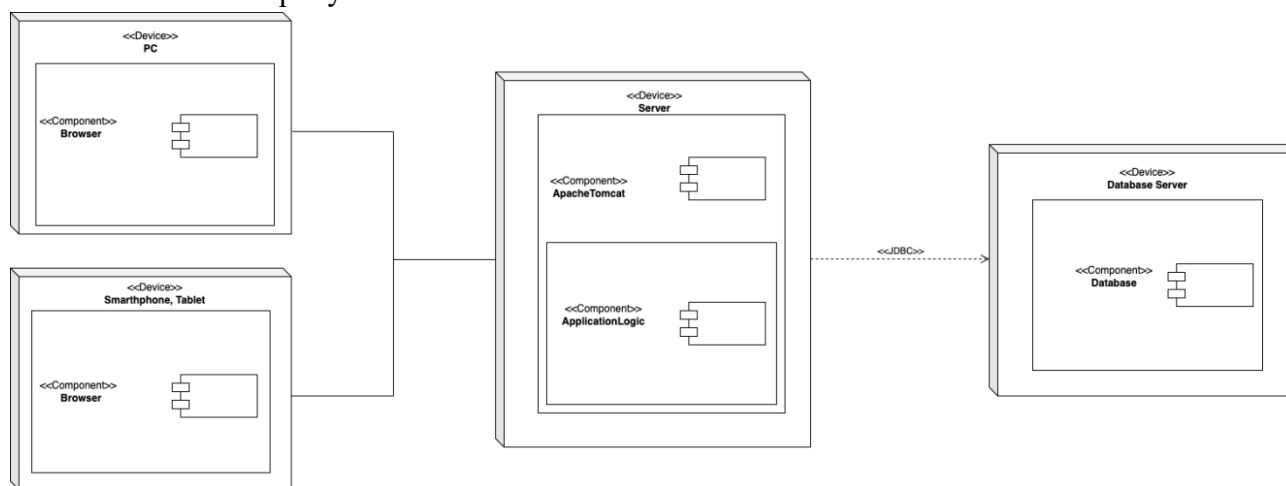 <<Device>>
PC
<<Component>>
Browser
<<Device>>
Smarthphone, Tablet
<<Component>>
Browser
<<Device>>
Server
<<Component>>
ApacheTomcat
<<Component>>
ApplicationLogic
<<JDBC>>
<<Device>>
Database Server
<<Component>>
Database